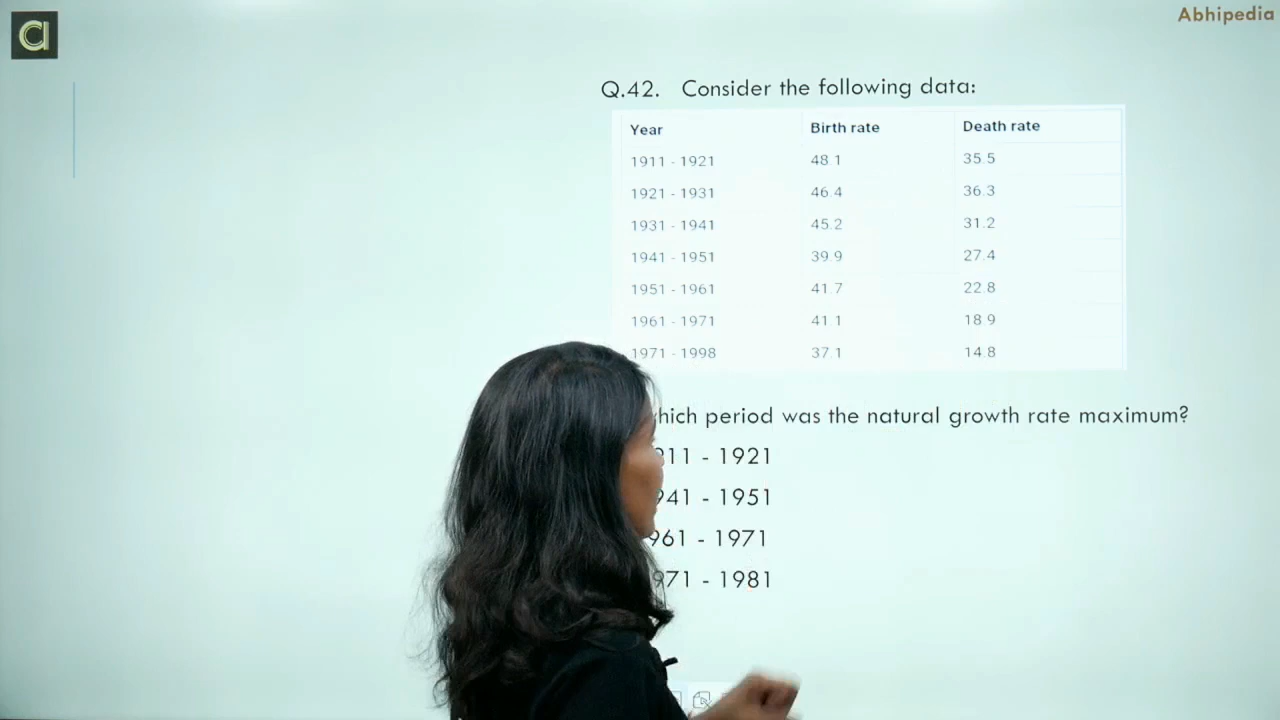 Abhipedia
Q.42. Consider the following data:
Year Birth rate Death rate
1911 - 1921 48 1 35.5
1921 - 1931 46.4 36.3
1931 - 1941 45.2 31.2
1941 - 1951 39.9 27.4
1951 - 1961 41.7 22 8
1961 - 1971 41 1 18 9
1971 - 1998 37.1 14.8
hich period was the natural growth rate maximum?
11 - 1921
941 - 1951
961 - 1971
971 - 1981